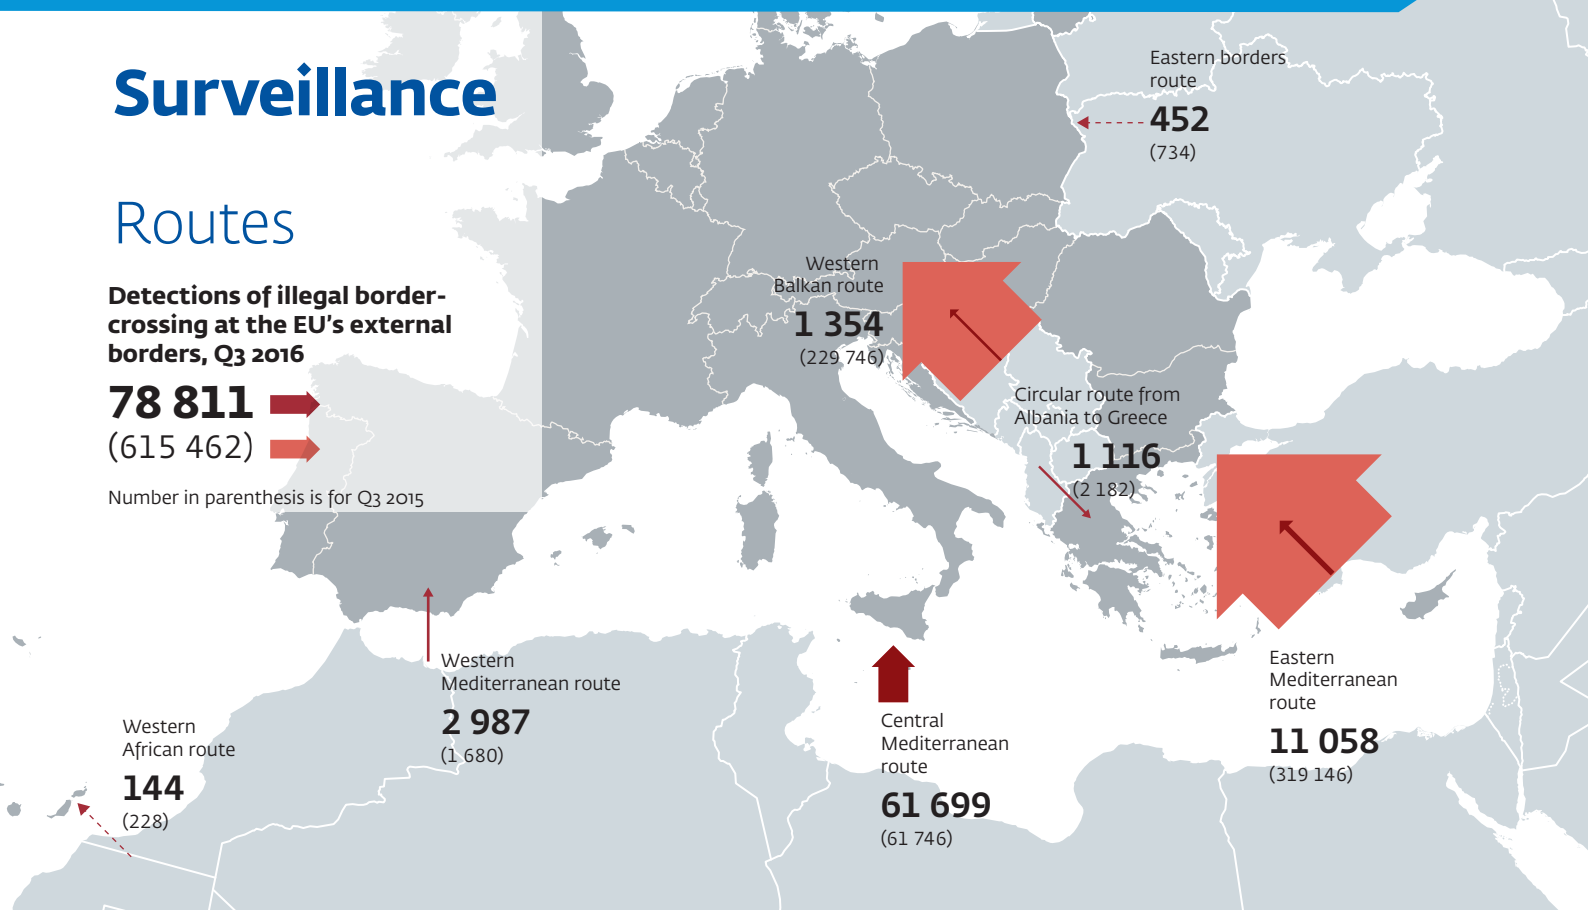 Surveillance
Routes
Detections of illegal border-
crossing at the EU's external
borders, Q3 2016
78 811
(615 462)
Number in parenthesis is for Q3 2015
Eastern borders
route
452
(734)
Western
Balkan route
1 354
(229 746)
Circular route from
Albania to Greece
1 116
(2 182)
Western
Mediterranean route
2 987
(1 680)
Western
African route
144
(228)
Central
Mediterranean
route
61 699
(61 746)
Eastern
Mediterranean
route
11 058
(319 146)